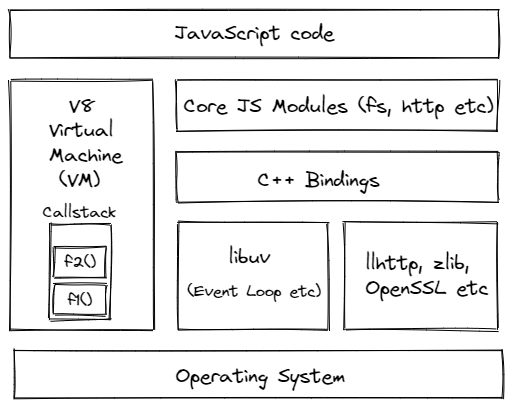 JavaScript code
V8
Virtual
Machine
(VM)
Callstack
f2()
f1()
Core JS Modules (fs, http etc)
C++ Bindings
libuv
(Event Loop etc)
llhttp, zlib,
OpenSSL etc
Operating System